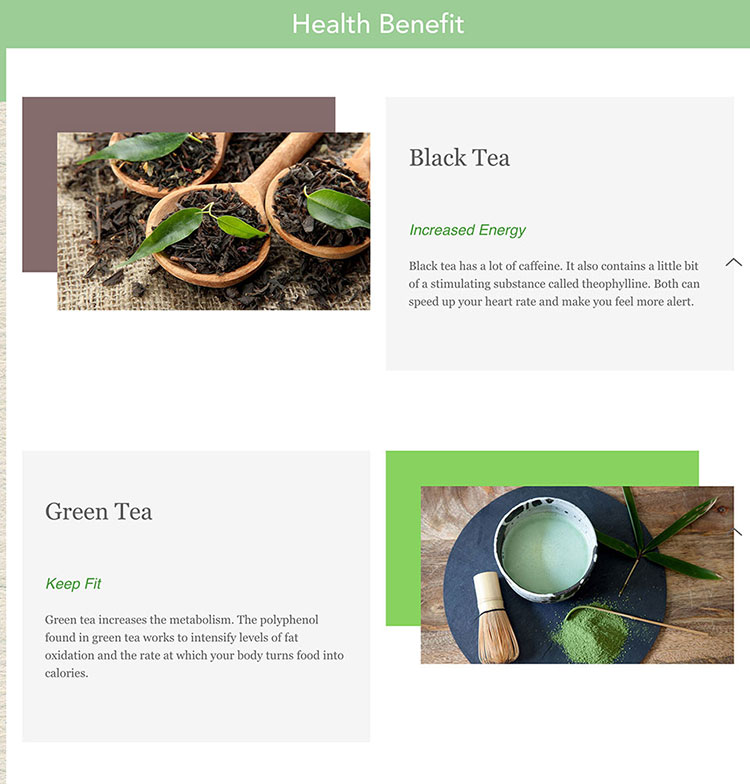 Health Benefit
Black Tea
Increased Energy
Black tea has a lot of caffeine. It also contains a little bit
of a stimulating substance called theophylline. Both can
speed up your heart rate and make you feel more alert.
Green Tea
Keep Fit
Green tea increases the metabolism. The polyphenol
found in green tea works to intensify levels of fat
oxidation and the rate at which your body turns food into
calories.